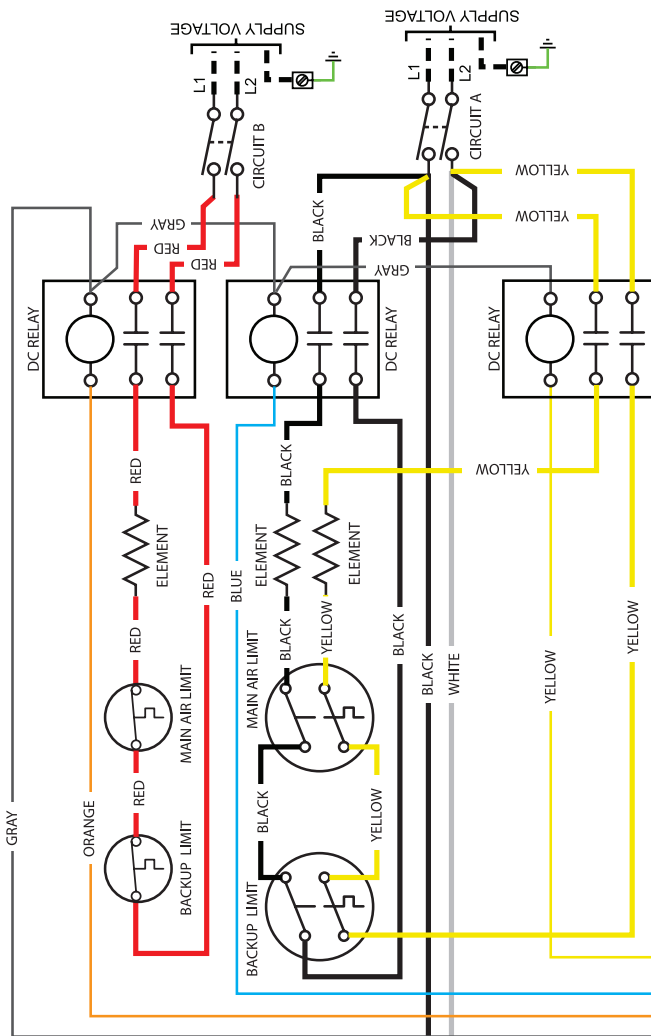 SUPPLY VOLTAGE
L1
L2
CIRCUIT B
SUPPLY VOLTAGE
L1
L2
CIRCUIT A
YELLOW
YELLOW
GRAY
RED
RED
BLACK
BLACK
GRAY
DC RELAY
DC RELAY
DC RELAY
RED
BLACK
YELLOW
ELEMENT
ELEMENT
ELEMENT
RED
BLUE
RED
BLACK
YELLOW
BLACK
BLACK
WHITE
YELLOW
YELLOW
MAIN AIR LIMIT
MAIN AIR LIMIT
GRAY
ORANGE
RED
BLACK
YELLOW
BACKUP LIMIT
BACKUP LIMIT